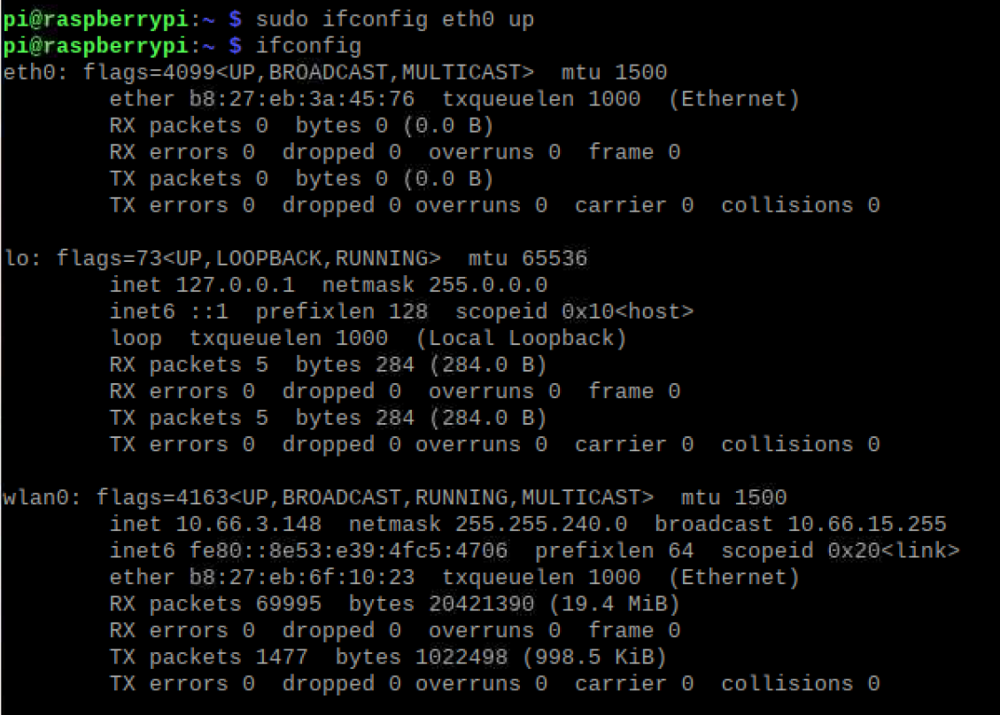 pi@raspberrypi:~ $ sudo ifconfig eth0 up
pi@raspberrypi:~ $ ifconfig
eth0: flags=4099<UP,BROADCAST,MULTICAST>  mtu 1500
        ether b8:27:eb:3a:45:76  txqueuelen 1000  (Ethernet)
        RX packets 0  bytes 0 (0.0 B)
        RX errors 0  dropped 0  overruns 0  frame 0
        TX packets 0  bytes 0 (0.0 B)
        TX errors 0  dropped 0 overruns 0  carrier 0  collisions 0

lo: flags=73<UP,LOOPBACK,RUNNING>  mtu 65536
        inet 127.0.0.1  netmask 255.0.0.0
        inet6 ::1  prefixlen 128  scopeid 0x10<host>
        loop  txqueuelen 1000  (Local Loopback)
        RX packets 5  bytes 284 (284.0 B)
        RX errors 0  dropped 0  overruns 0  frame 0
        TX packets 5  bytes 284 (284.0 B)
        TX errors 0  dropped 0 overruns 0  carrier 0  collisions 0

wlan0: flags=4163<UP,BROADCAST,RUNNING,MULTICAST>  mtu 1500
        inet 10.66.3.148  netmask 255.255.240.0  broadcast 10.66.15.255
        inet6 fe80::8e53:e39:4fc5:4706  prefixlen 64  scopeid 0x20<link>
        ether b8:27:eb:6f:10:23  txqueuelen 1000  (Ethernet)
        RX packets 69995  bytes 20421390 (19.4 MiB)
        RX errors 0  dropped 0  overruns 0  frame 0
        TX packets 1477  bytes 1022498 (998.5 KiB)
        TX errors 0  dropped 0 overruns 0  carrier 0  collisions 0